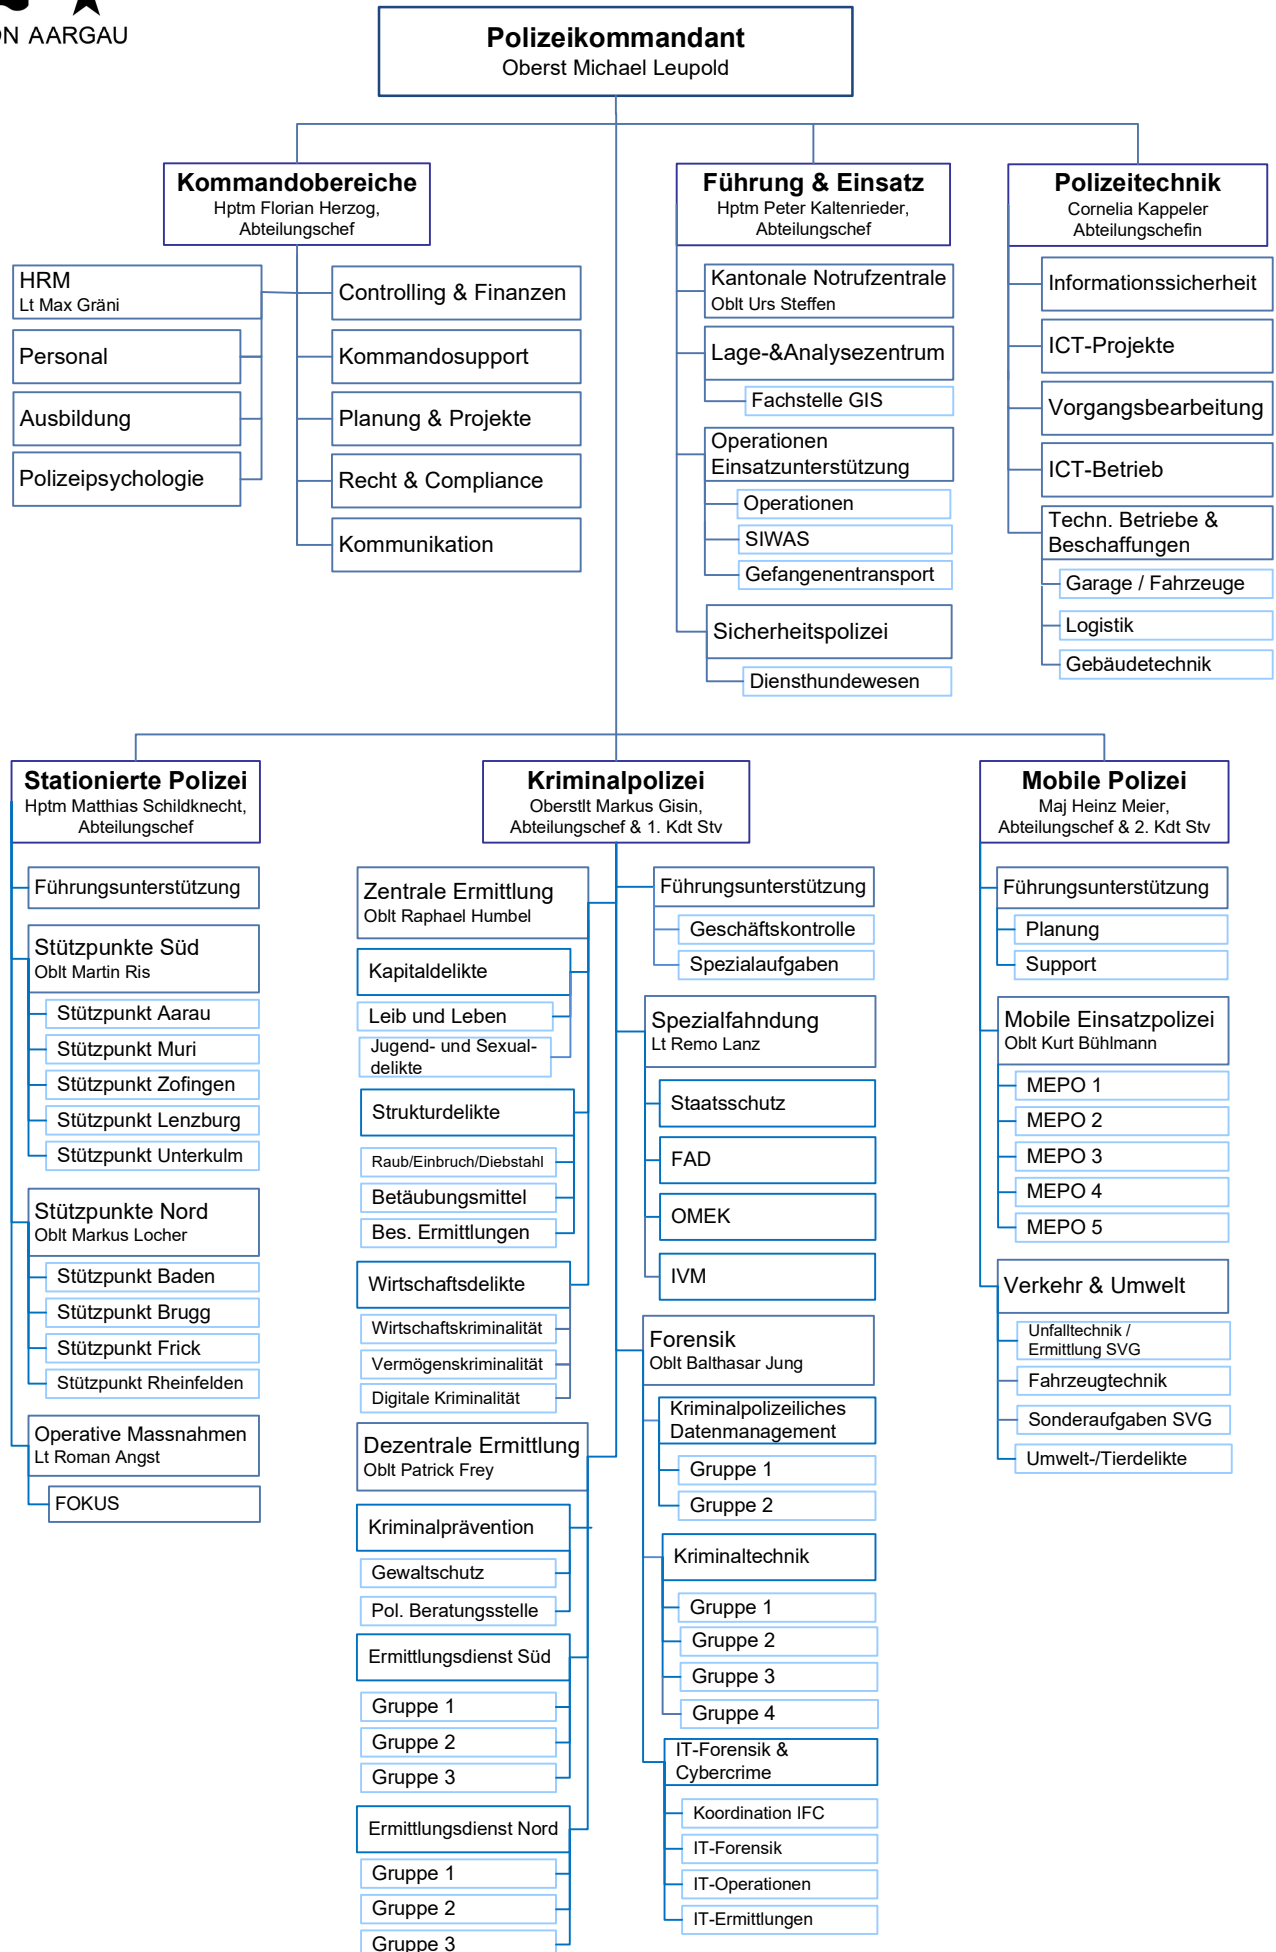 ON AARGAU
Polizeikommandant
Oberst Michael Leupold
Kommandobereiche
Hptm Florian Herzog,
Abteilungschef
HRM
Lt Max Gräni
Personal
Ausbildung
Polizeipsychologie
Controlling & Finanzen
Kommandosupport
Planung & Projekte
Recht & Compliance
Kommunikation
Führung & Einsatz
Hptm Peter Kaltenrieder,
Abteilungschef
Kantonale Notrufzentrale
Oblt Urs Steffen
Lage-&Analysezentrum
Fachstelle GIS
Operationen
Einsatzunterstützung
Operationen
SIWAS
Gefangenentransport
Sicherheitspolizei
Diensthundewesen
Polizeitechnik
Cornelia Kappeler
Abteilungschefin
Informationssicherheit
ICT-Projekte
Vorgangsbearbeitung
ICT-Betrieb
Techn. Betriebe &
Beschaffungen
Garage / Fahrzeuge
Logistik
Gebäudetechnik
Stationierte Polizei
Hptm Matthias Schildknecht,
Abteilungschef
Führungsunterstützung
Stützpunkte Süd
Oblt Martin Ris
Stützpunkt Aarau
Stützpunkt Muri
Stützpunkt Zofingen
Stützpunkt Lenzburg
Stützpunkt Unterkulm
Stützpunkte Nord
Oblt Markus Locher
Stützpunkt Baden
Stützpunkt Brugg
Stützpunkt Frick
Stützpunkt Rheinfelden
Operative Massnahmen
Lt Roman Angst
FOKUS
Kriminalpolizei
Oberstlt Markus Gisin,
Abteilungschef & 1. Kdt Stv
Zentrale Ermittlung
Oblt Raphael Humbel
Kapitaldelikte
Leib und Leben
Jugend- und Sexual-
delikte
Strukturdelikte
Raub/Einbruch/Diebstahl
Betäubungsmittel
Bes. Ermittlungen
Wirtschaftsdelikte
Wirtschaftskriminalität
Vermögenskriminalität
Digitale Kriminalität
Dezentrale Ermittlung
Oblt Patrick Frey
Kriminalprävention
Gewaltschutz
Pol. Beratungsstelle
Ermittlungsdienst Süd
Gruppe 1
Gruppe 2
Gruppe 3
Ermittlungsdienst Nord
Gruppe 1
Gruppe 2
Gruppe 3
Führungsunterstützung
Geschäftskontrolle
Spezialaufgaben
Spezialfahndung
Lt Remo Lanz
Staatsschutz
FAD
OMEK
IVM
Forensik
Oblt Balthasar Jung
Kriminalpolizeiliches
Datenmanagement
Gruppe 1
Gruppe 2
Kriminaltechnik
Gruppe 1
Gruppe 2
Gruppe 3
Gruppe 4
IT-Forensik &
Cybercrime
Koordination IFC
IT-Forensik
IT-Operationen
IT-Ermittlungen
Mobile Polizei
Maj Heinz Meier,
Abteilungschef & 2. Kdt Stv
Führungsunterstützung
Planung
Support
Mobile Einsatzpolizei
Oblt Kurt Bühlmann
MEPO 1
MEPO 2
MEPO 3
MEPO 4
MEPO 5
Verkehr & Umwelt
Unfalltechnik /
Ermittlung SVG
Fahrzeugtechnik
Sonderaufgaben SVG
Umwelt-/Tierdelikte